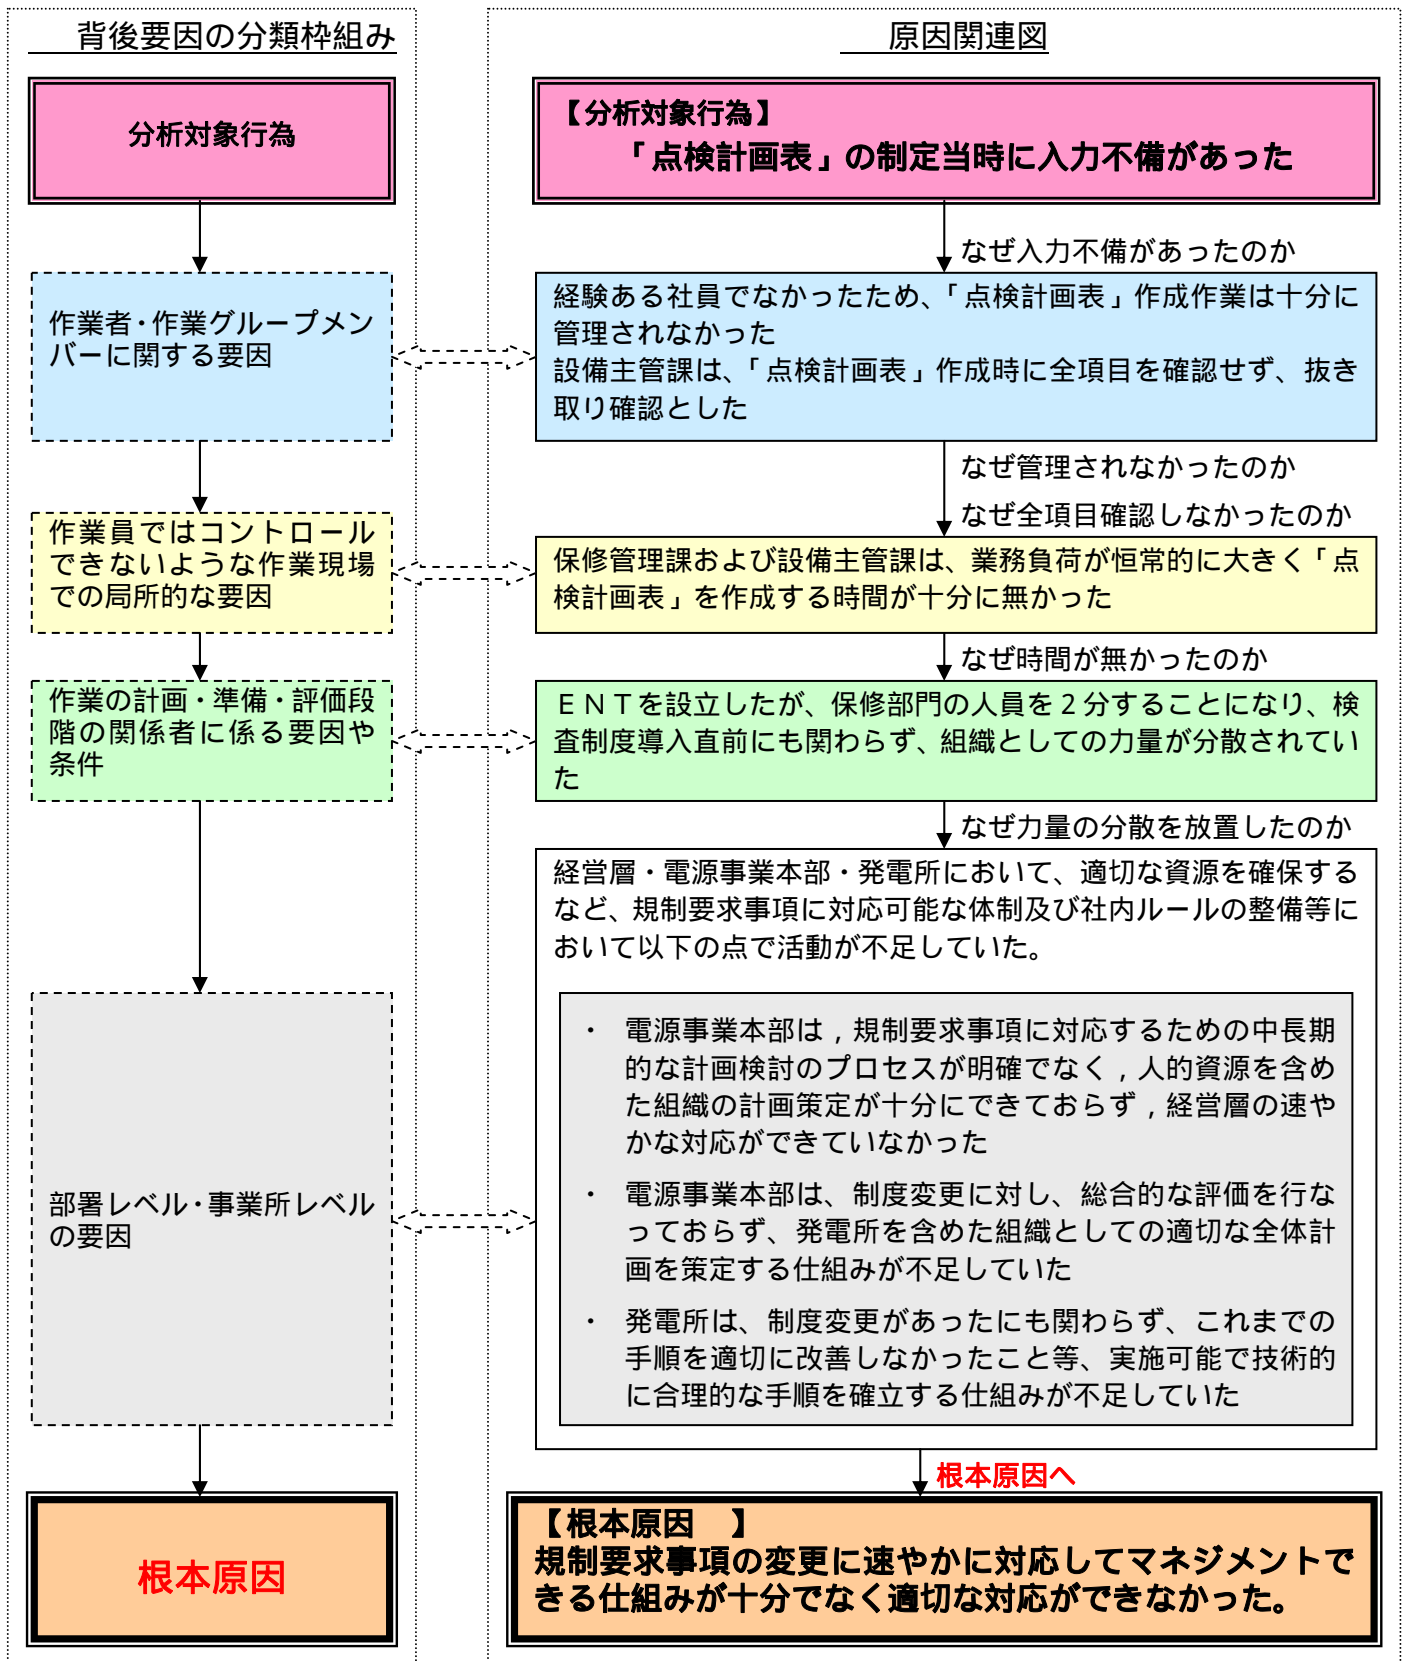 背後要因の分類枠組み
分析対象行為
作業者・作業グループメン
バーに関する要因
作業員ではコントロール
できないような作業現場
での局所的な要因
作業の計画・準備・評価段
階の関係者に係る要因や
条件
部署レベル・事業所レベル
の要因
根本原因
原因関連図
【分析対象行為】
「点検計画表」の制定当時に入力不備があった
なぜ入力不備があったのか
経験ある社員でなかったため、「点検計画表」作成作業は十分に
管理されなかった
設備主管課は、「点検計画表」作成時に全項目を確認せず、抜き
取り確認とした
なぜ管理されなかったのか
なぜ全項目確認しなかったのか
保修管理課および設備主管課は、業務負荷が恒常的に大きく「点
検計画表」を作成する時間が十分に無かった
なぜ時間が無かったのか
ＥＮＴを設立したが、保修部門の人員を２分することになり、検
査制度導入直前にも関わらず、組織としての力量が分散されてい
た
なぜ力量の分散を放置したのか
経営層・電源事業本部・発電所において、適切な資源を確保する
など、規制要求事項に対応可能な体制及び社内ルールの整備等に
おいて以下の点で活動が不足していた。
・ 電源事業本部は，規制要求事項に対応するための中長期
的な計画検討のプロセスが明確でなく，人的資源を含め
た組織の計画策定が十分にできておらず，経営層の速や
かな対応ができていなかった
・ 電源事業本部は、制度変更に対し、総合的な評価を行な
っておらず、発電所を含めた組織としての適切な全体計
画を策定する仕組みが不足していた
・ 発電所は、制度変更があったにも関わらず、これまでの
手順を適切に改善しなかったこと等、実施可能で技術的
に合理的な手順を確立する仕組みが不足していた
根本原因へ
【根本原因　】
規制要求事項の変更に速やかに対応してマネジメントで
きる仕組みが十分でなく適切な対応ができなかった。